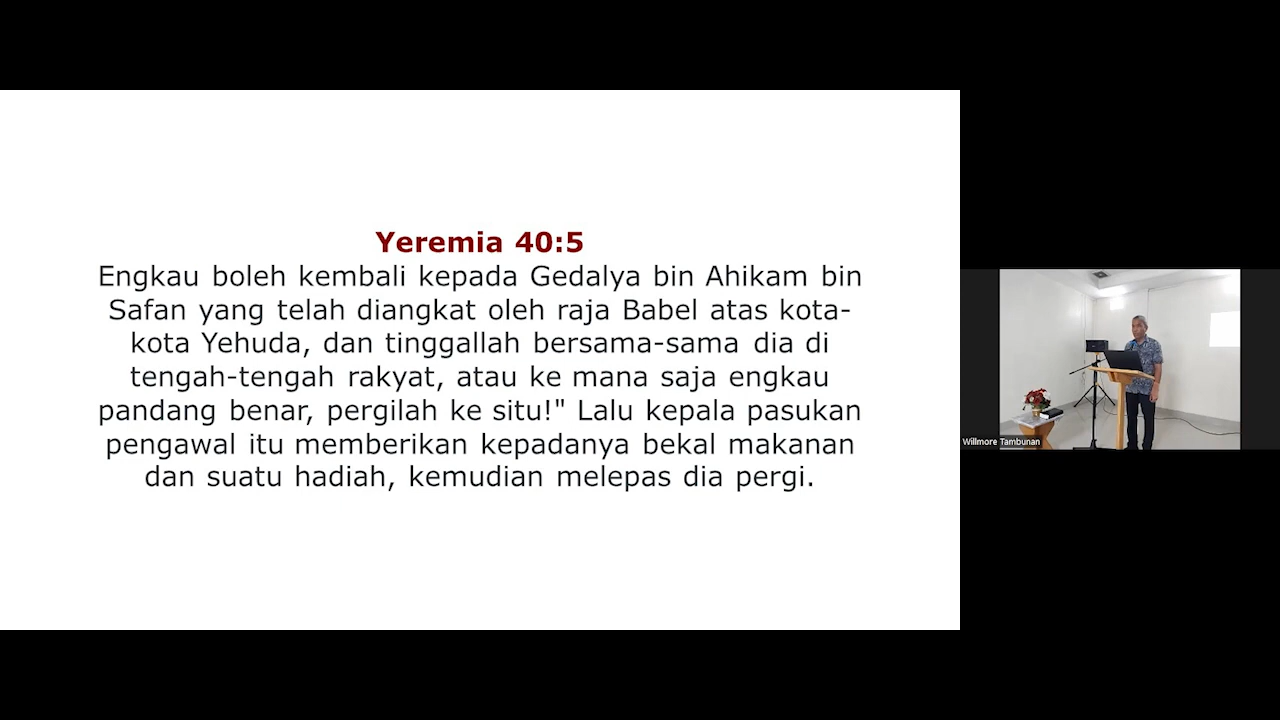 Yeremia 40:5
Engkau boleh kembali kepada Gedalya bin Ahikam bin
Safan yang telah diangkat oleh raja Babel atas kota-
kota Yehuda, dan tinggallah bersama-sama dia di
tengah-tengah rakyat, atau ke mana saja engkau
pandang benar, pergilah ke situ!" Lalu kepala pasukan
pengawal itu memberikan kepadanya bekal makanan
dan suatu hadiah, kemudian melepas dia pergi.
Willmore Tambunan